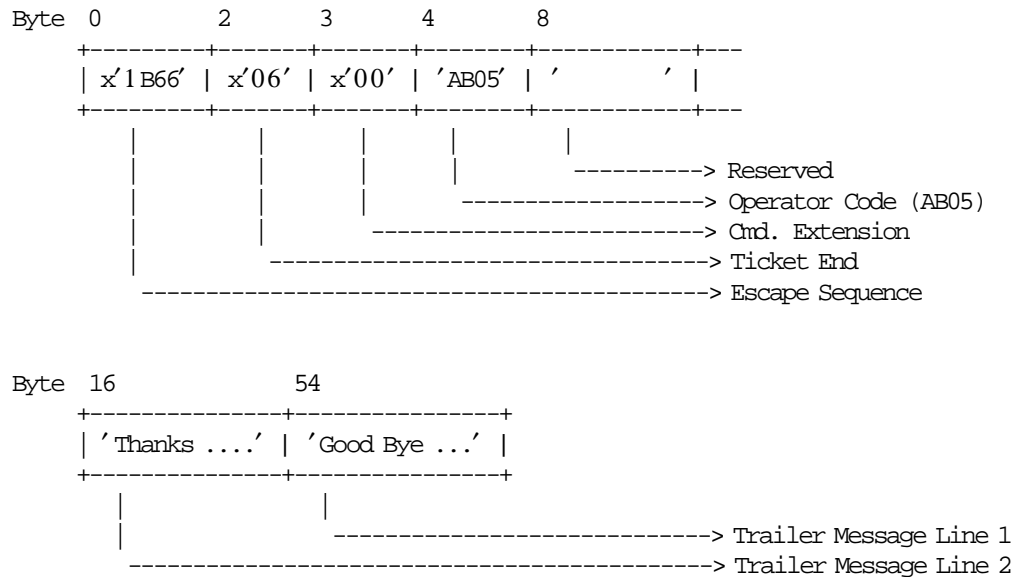 Byte 0 2 3 4 8
+---------+-------+-------+--------+------------+---
| x'1B66' | x'06' | x'00' | 'AB05' | ' ' |
+---------+-------+-------+--------+------------+---
| | | | |
| | | | ----------> Reserved
| | | ------------------> Operator Code (AB05)
| | -------------------------> Cmd. Extension
| ---------------------------------> Ticket End
-------------------------------------------> Escape Sequence
Byte 16 54
+---------------+----------------+
| 'Thanks ....' | 'Good Bye ...' |
+---------------+----------------+
| |
| ----------------------------> Trailer Message Line 1
--------------------------------------------> Trailer Message Line 2